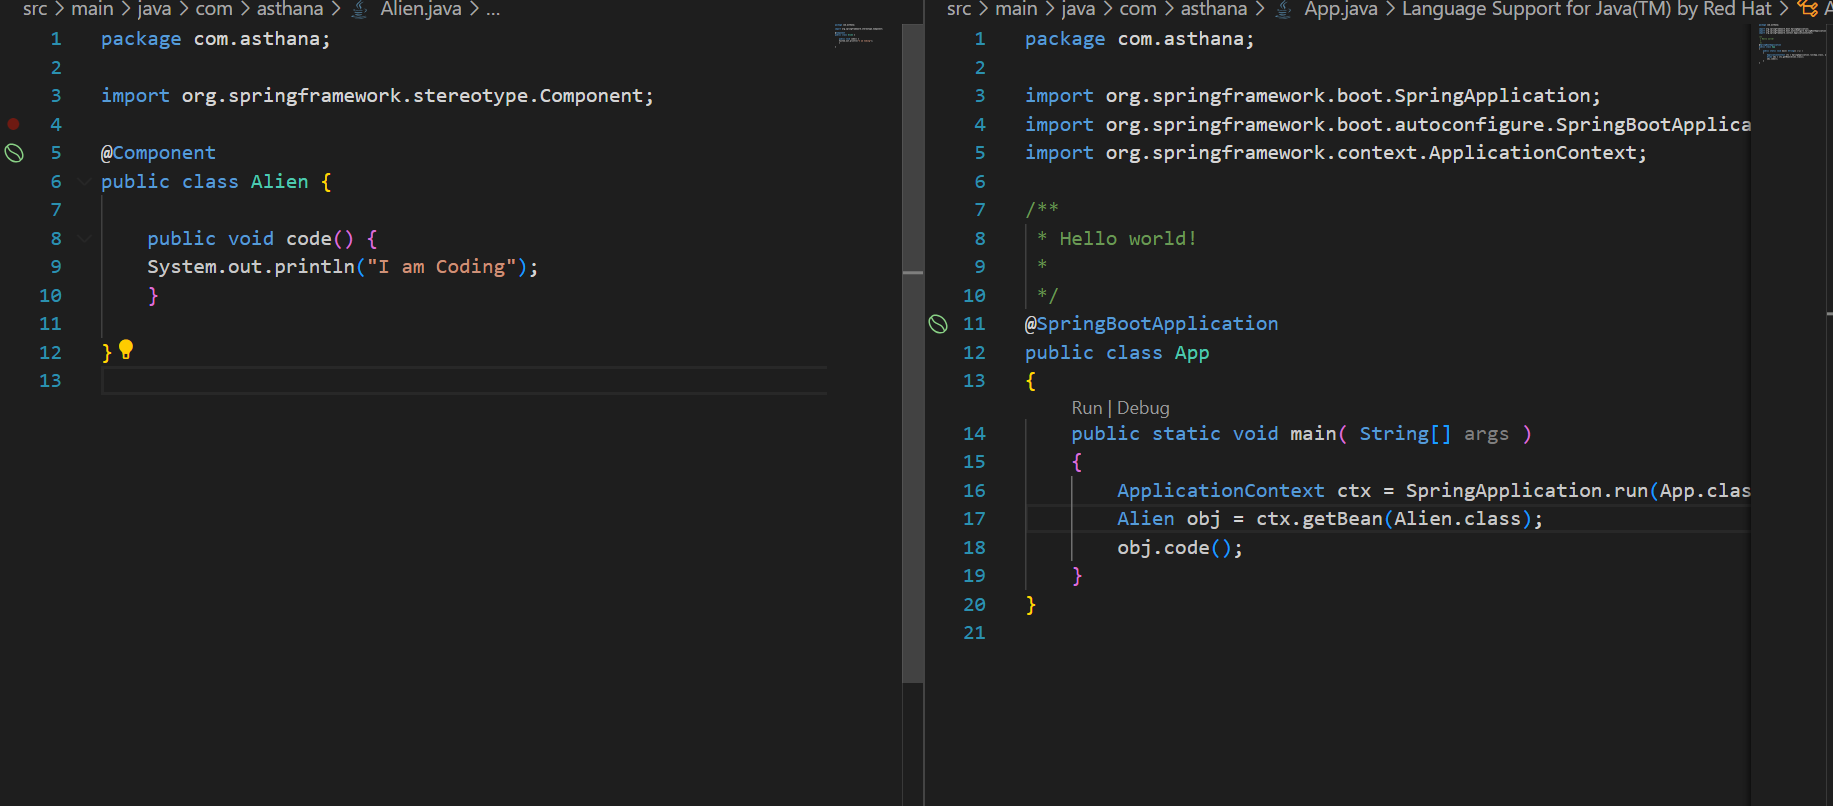 src > main > java > com > asthana > Alien.java > ...
1 package com.asthana;
2
3 import org.springframework.stereotype.Component;
4
5 @Component
6 public class Alien {
7
8 public void code() {
9 System.out.println("I am Coding");
10 }
11
12 }
13
src > main > java > com > asthana > App.java > Language Support for Java(TM) by Red Hat >
1 package com.asthana;
2
3 import org.springframework.boot.SpringApplication;
4 import org.springframework.boot.autoconfigure.SpringBootApplica
5 import org.springframework.context.ApplicationContext;
6
7 /**
8 * Hello world!
9 *
10 */
11 @SpringBootApplication
12 public class App
13 {
Run | Debug
14 public static void main( String[] args )
15 {
16 ApplicationContext ctx = SpringApplication.run(App.clas
17 Alien obj = ctx.getBean(Alien.class);
18 obj.code();
19 }
20 }
21